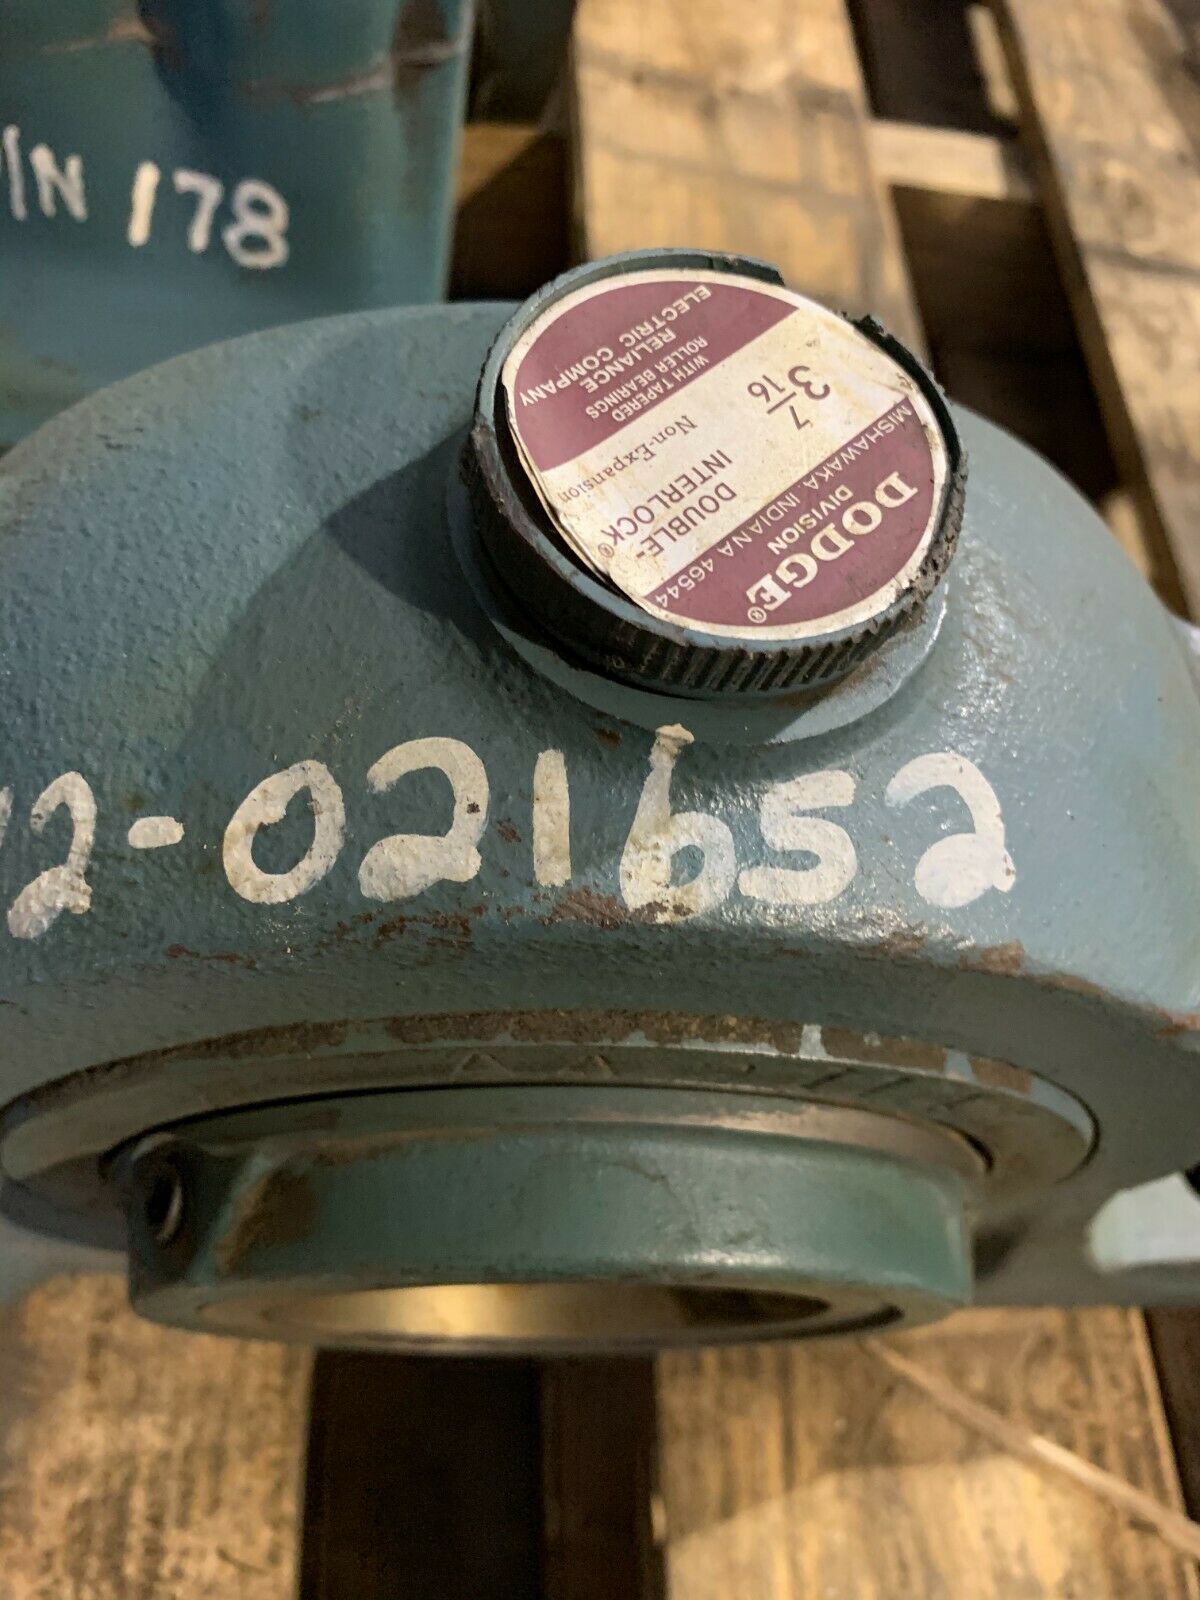 /N 178
DODGE®
DIVISION
MISHAWAKA INDIANA 46544
DOUBLE-
INTERLOCK®
3 7/16
Non-Expansion
WITH TAPERED
ROLLER BEARINGS
RELIANCE
ELECTRIC COMPANY
2-021652